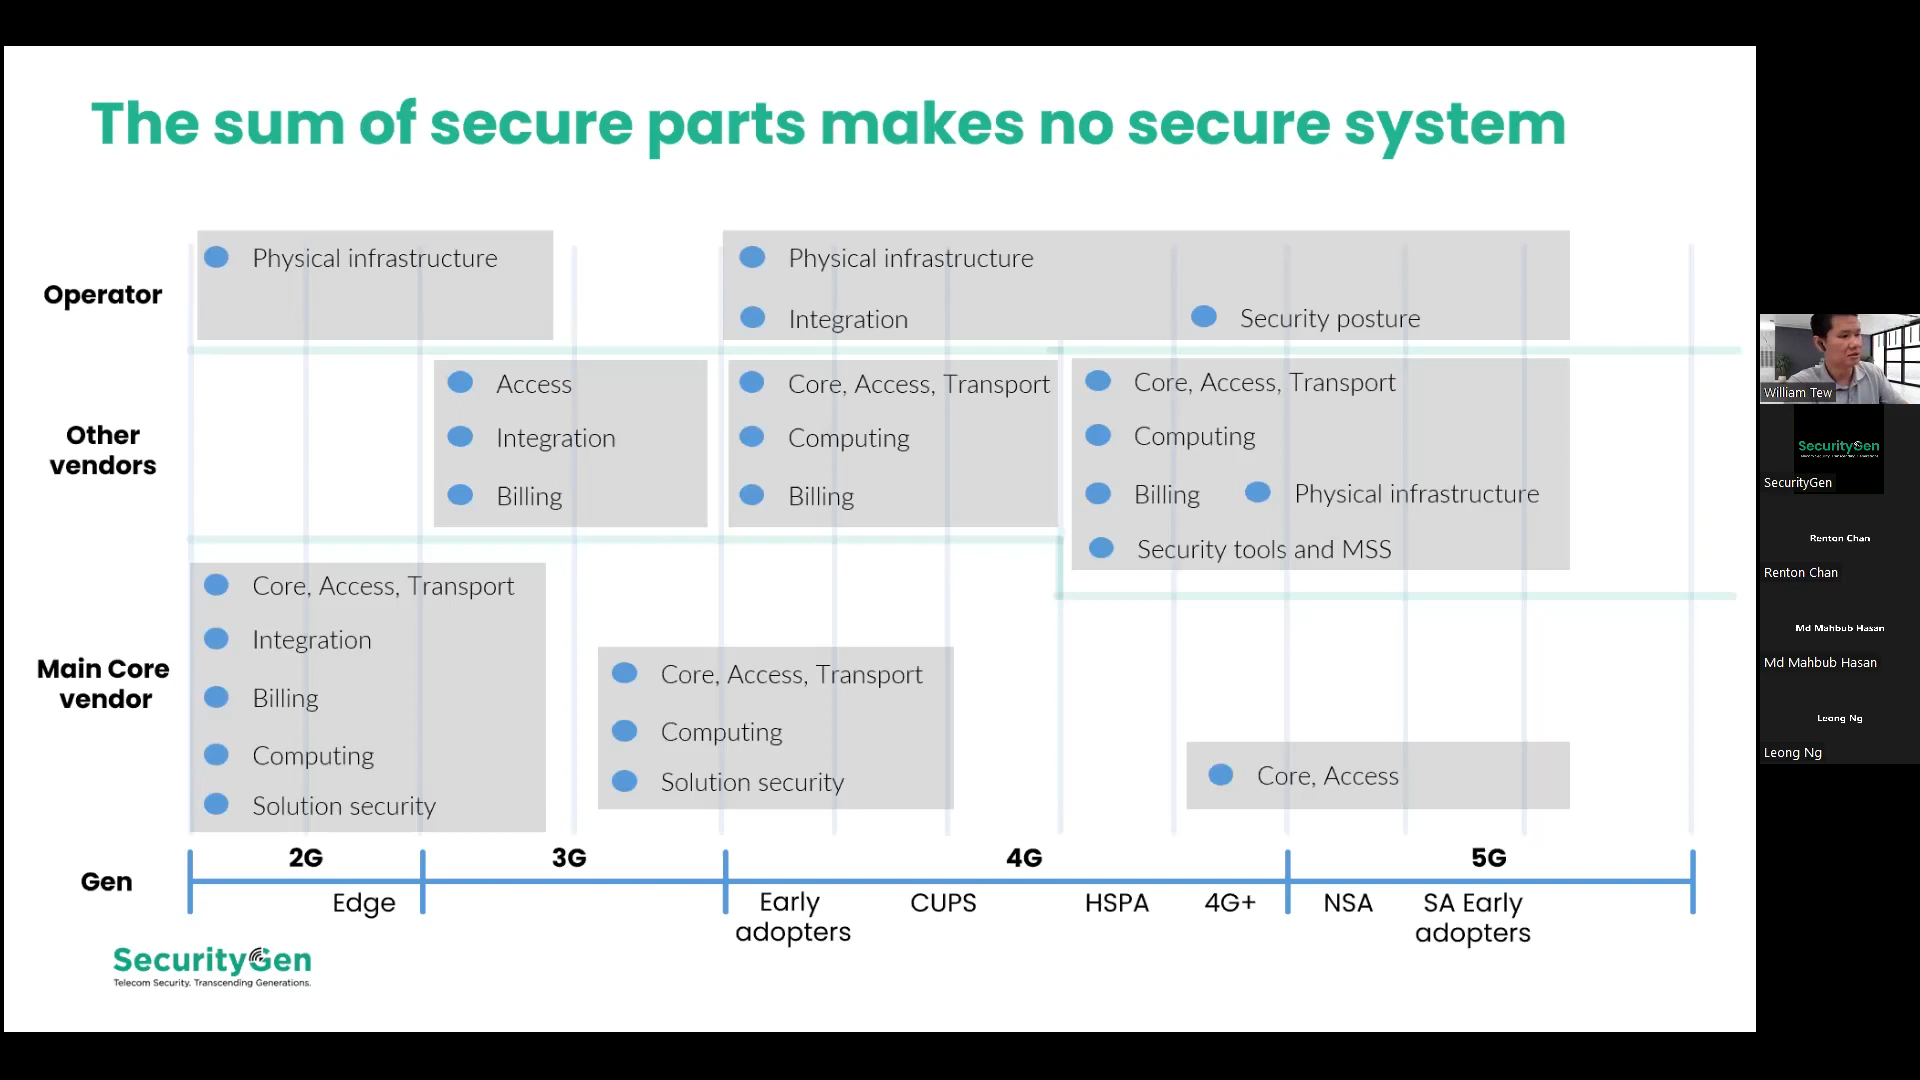 The sum of secure parts makes no secure system
Operator
Physical infrastructure
Physical infrastructure
Integration
Security posture
Other
vendors
Access
Integration
Billing
Core, Access, Transport
Computing
Billing
Core, Access, Transport
Computing
Billing
Physical infrastructure
Security tools and MSS
Main Core
vendor
Core, Access, Transport
Integration
Billing
Computing
Solution security
Core, Access, Transport
Computing
Solution security
Core, Access
Gen
2G
3G
4G
5G
Edge
Early
adopters
CUPS
HSPA
4G+
NSA
SA Early
adopters
SecurityGen
Telecom Security. Transcending Generations.
William Tew
SecurityGen
SecurityGen
Renton Chan
Renton Chan
Md Mahbub Hasan
Md Mahbub Hasan
Leong Ng
Leong Ng